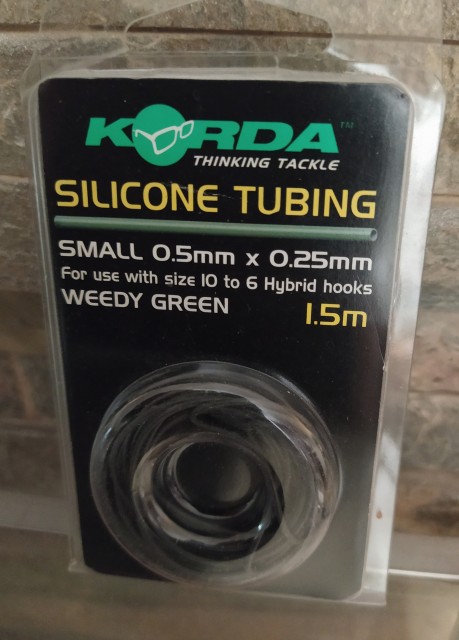 KORDA™
THINKING TACKLE
SILICONE TUBING
SMALL 0.5mm x 0.25mm
For use with size 10 to 6 Hybrid hooks
WEEDY GREEN 1.5m